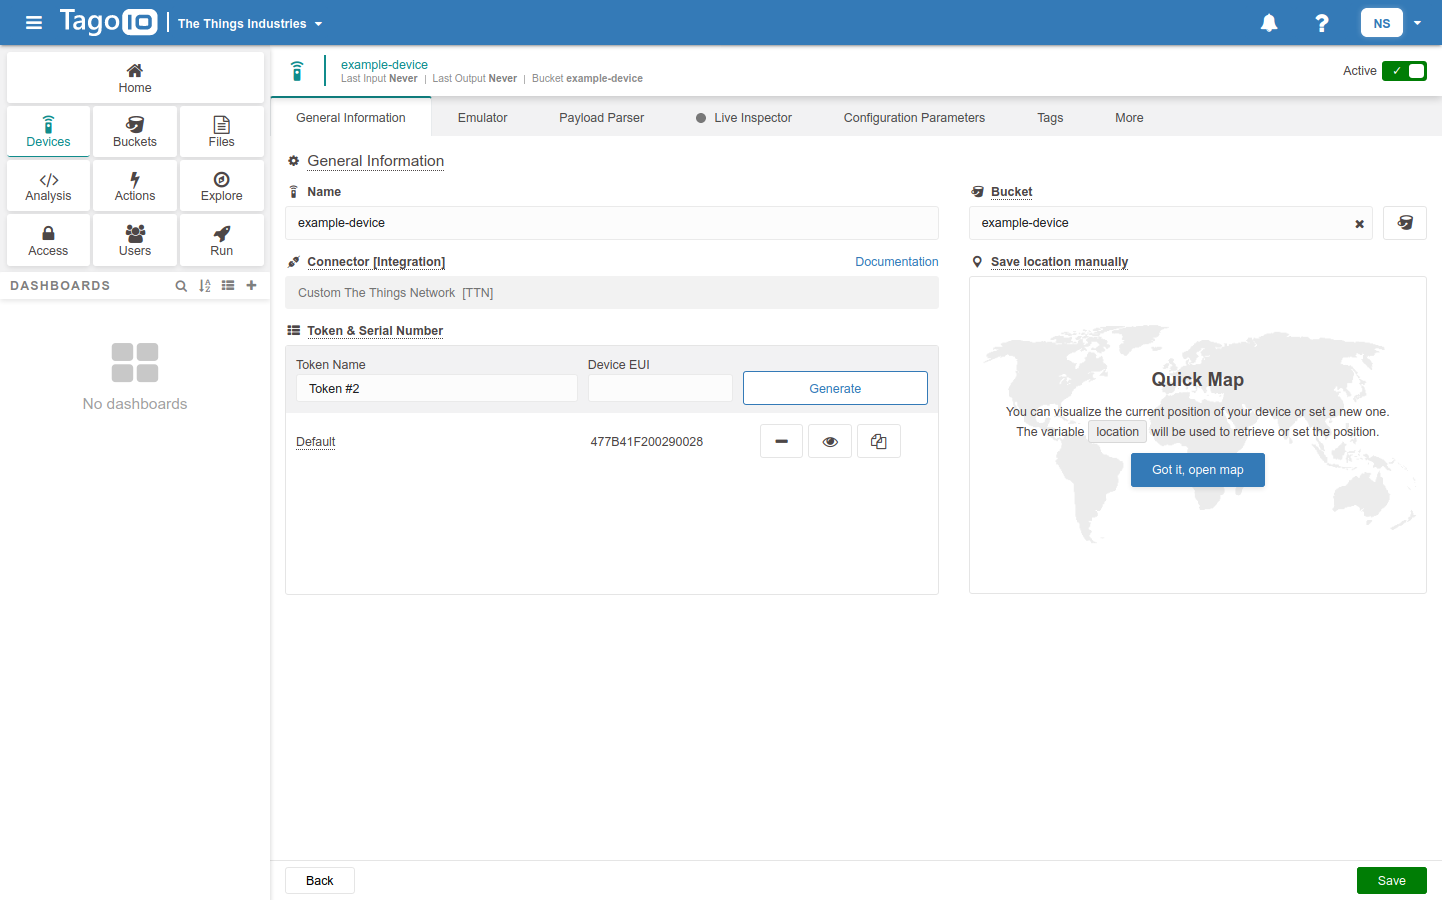 TagoIO
The Things Industries
NS
Home
Devices
Buckets
Files
Analysis
Actions
Explore
Access
Users
Run
DASHBOARDS
No dashboards
example-device
Last Input Never | Last Output Never | Bucket example-device
Active
General Information
Emulator
Payload Parser
Live Inspector
Configuration Parameters
Tags
More
General Information
Name
example-device
Connector [Integration]
Documentation
Custom The Things Network [TTN]
Token & Serial Number
Token Name
Device EUI
Token #2
Generate
Default
477B41F200290028
Bucket
example-device
Save location manually
Quick Map
You can visualize the current position of your device or set a new one.
The variable location will be used to retrieve or set the position.
Got it, open map
Back
Save